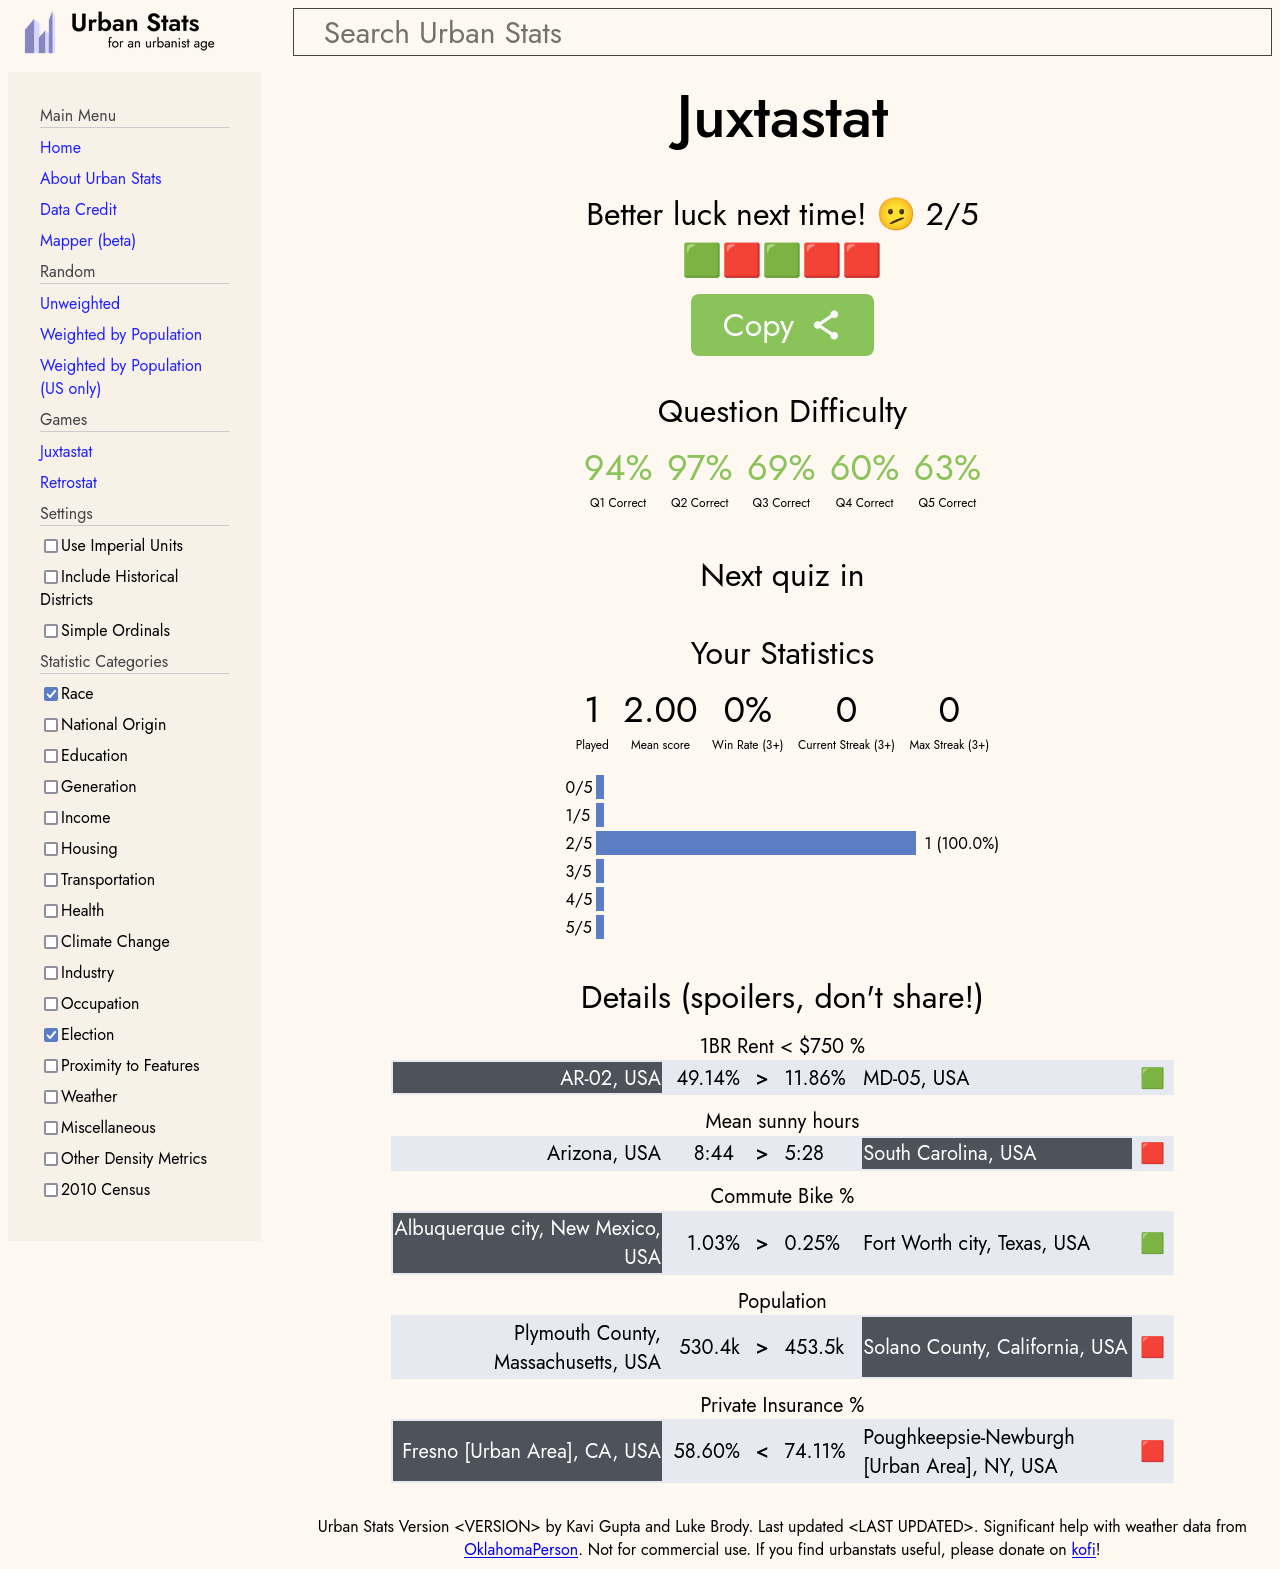 Urban Stats
for an urbanist age
Search Urban Stats
Main Menu
Home
About Urban Stats
Data Credit
Mapper (beta)
Random
Unweighted
Weighted by Population
Weighted by Population
(US only)
Games
Juxtastat
Retrostat
Settings
Use Imperial Units
Include Historical
Districts
Simple Ordinals
Statistic Categories
Race
National Origin
Education
Generation
Income
Housing
Transportation
Health
Climate Change
Industry
Occupation
Election
Proximity to Features
Weather
Miscellaneous
Other Density Metrics
2010 Census
Juxtastat
Better luck next time! 🫤 2/5
🟩🟥🟩🟥🟥
Copy
Question Difficulty
94% 97% 69% 60% 63%
Q1 Correct Q2 Correct Q3 Correct Q4 Correct Q5 Correct
Next quiz in
Your Statistics
1 2.00 0% 0 0
Played Mean score Win Rate (3+) Current Streak (3+) Max Streak (3+)
0/5
1/5
2/5 1 (100.0%)
3/5
4/5
5/5
Details (spoilers, don't share!)
1BR Rent < $750 %
AR-02, USA 49.14% > 11.86% MD-05, USA 🟩
Mean sunny hours
Arizona, USA 8:44 > 5:28 South Carolina, USA 🟥
Commute Bike %
Albuquerque city, New Mexico,
USA 1.03% > 0.25% Fort Worth city, Texas, USA 🟩
Population
Plymouth County,
Massachusetts, USA 530.4k > 453.5k Solano County, California, USA 🟥
Private Insurance %
Fresno [Urban Area], CA, USA 58.60% < 74.11% Poughkeepsie-Newburgh
[Urban Area], NY, USA 🟥
Urban Stats Version <VERSION> by Kavi Gupta and Luke Brody. Last updated <LAST UPDATED>. Significant help with weather data from
OklahomaPerson. Not for commercial use. If you find urbanstats useful, please donate on kofi!